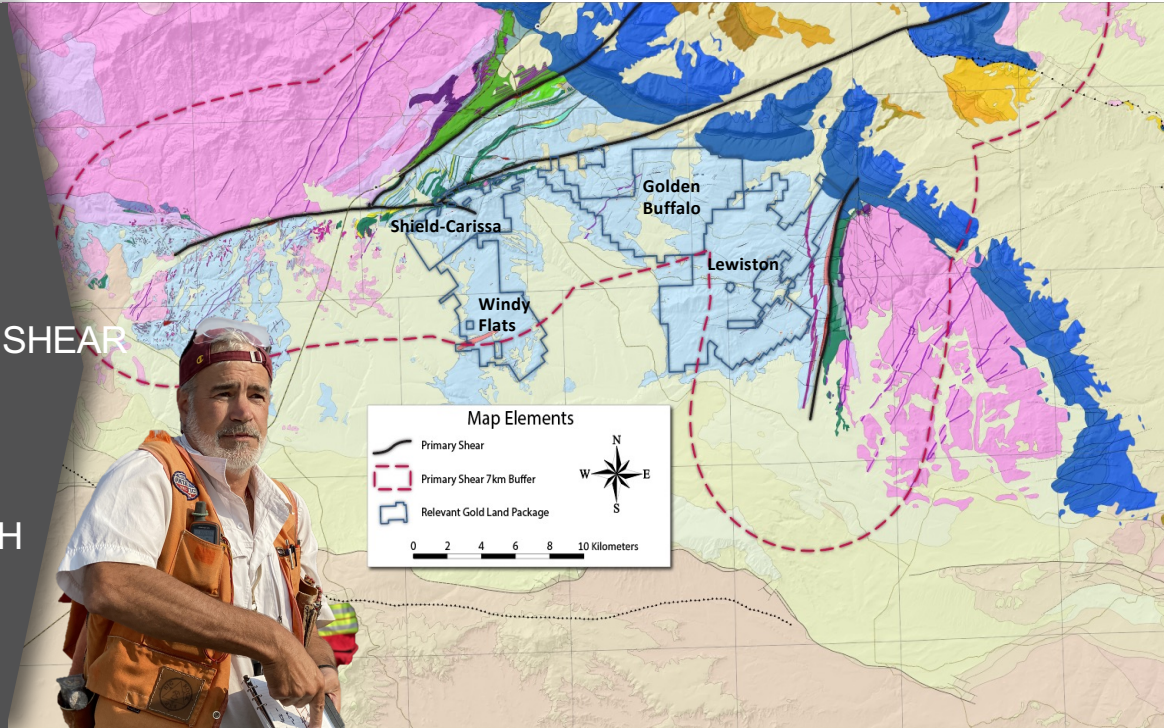 Golden
Buffalo
Shield-Carissa
Lewiston
Windy
Flats
SHEAR
H
Map Elements
Primary Shear
Primary Shear 7km Buffer
Relevant Gold Land Package
N
W
E
S
0 2 4 6 8 10 Kilometers